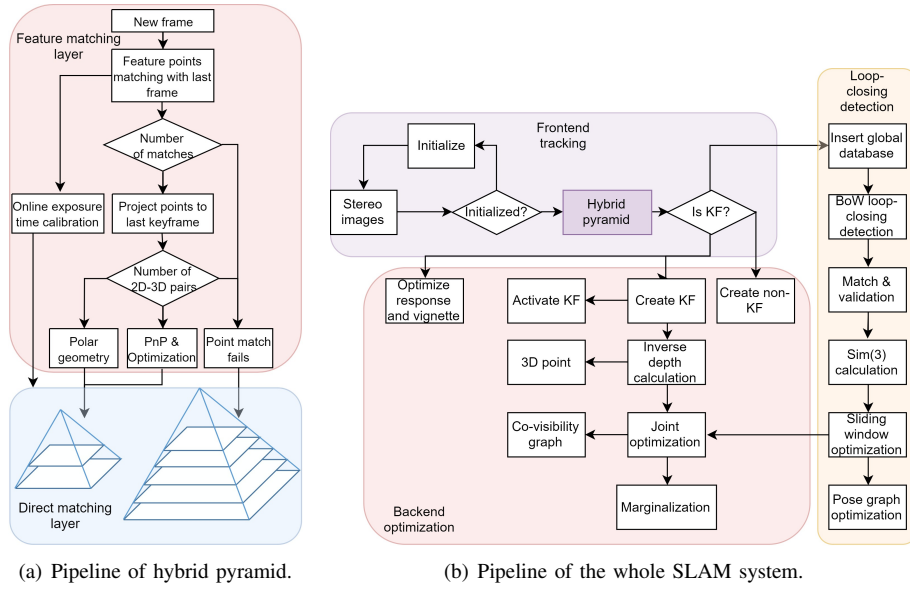 New frame
Feature matching
layer
Feature points
matching with last
frame
Number
of matches
Online exposure
time calibration
Project points to
last keyframe
Number of
2D-3D pairs
Polar
geometry
PnP &
Optimization
Point match
fails
Direct matching
layer
(a) Pipeline of hybrid pyramid.
Frontend
tracking
Initialize
Stereo
images
Initialized?
Hybrid
pyramid
Is KF?
Optimize
response
and vignette
Activate KF
Create KF
Create non-
KF
3D point
Inverse
depth
calculation
Co-visibility
graph
Joint
optimization
Marginalization
Backend
optimization
Loop-
closing
detection
Insert global
database
BoW loop-
closing
detection
Match &
validation
Sim(3)
calculation
Sliding
window
optimization
Pose graph
optimization
(b) Pipeline of the whole SLAM system.